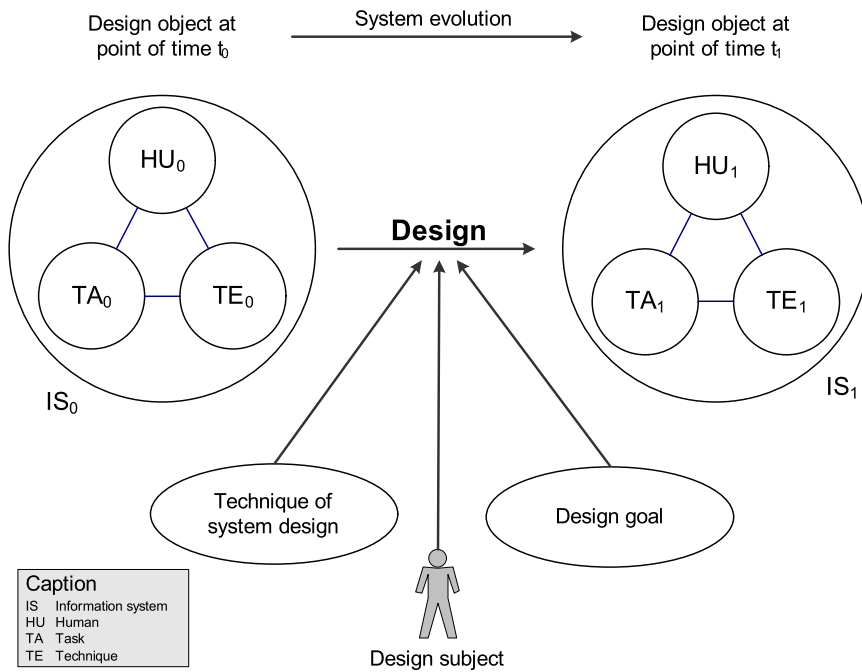 Design object at
point of time t₀
System evolution
Design object at
point of time t₁
HU₀
TA₀
TE₀
IS₀
Design
HU₁
TA₁
TE₁
IS₁
Technique of
system design
Design goal
Design subject
Caption
IS Information system
HU Human
TA Task
TE Technique